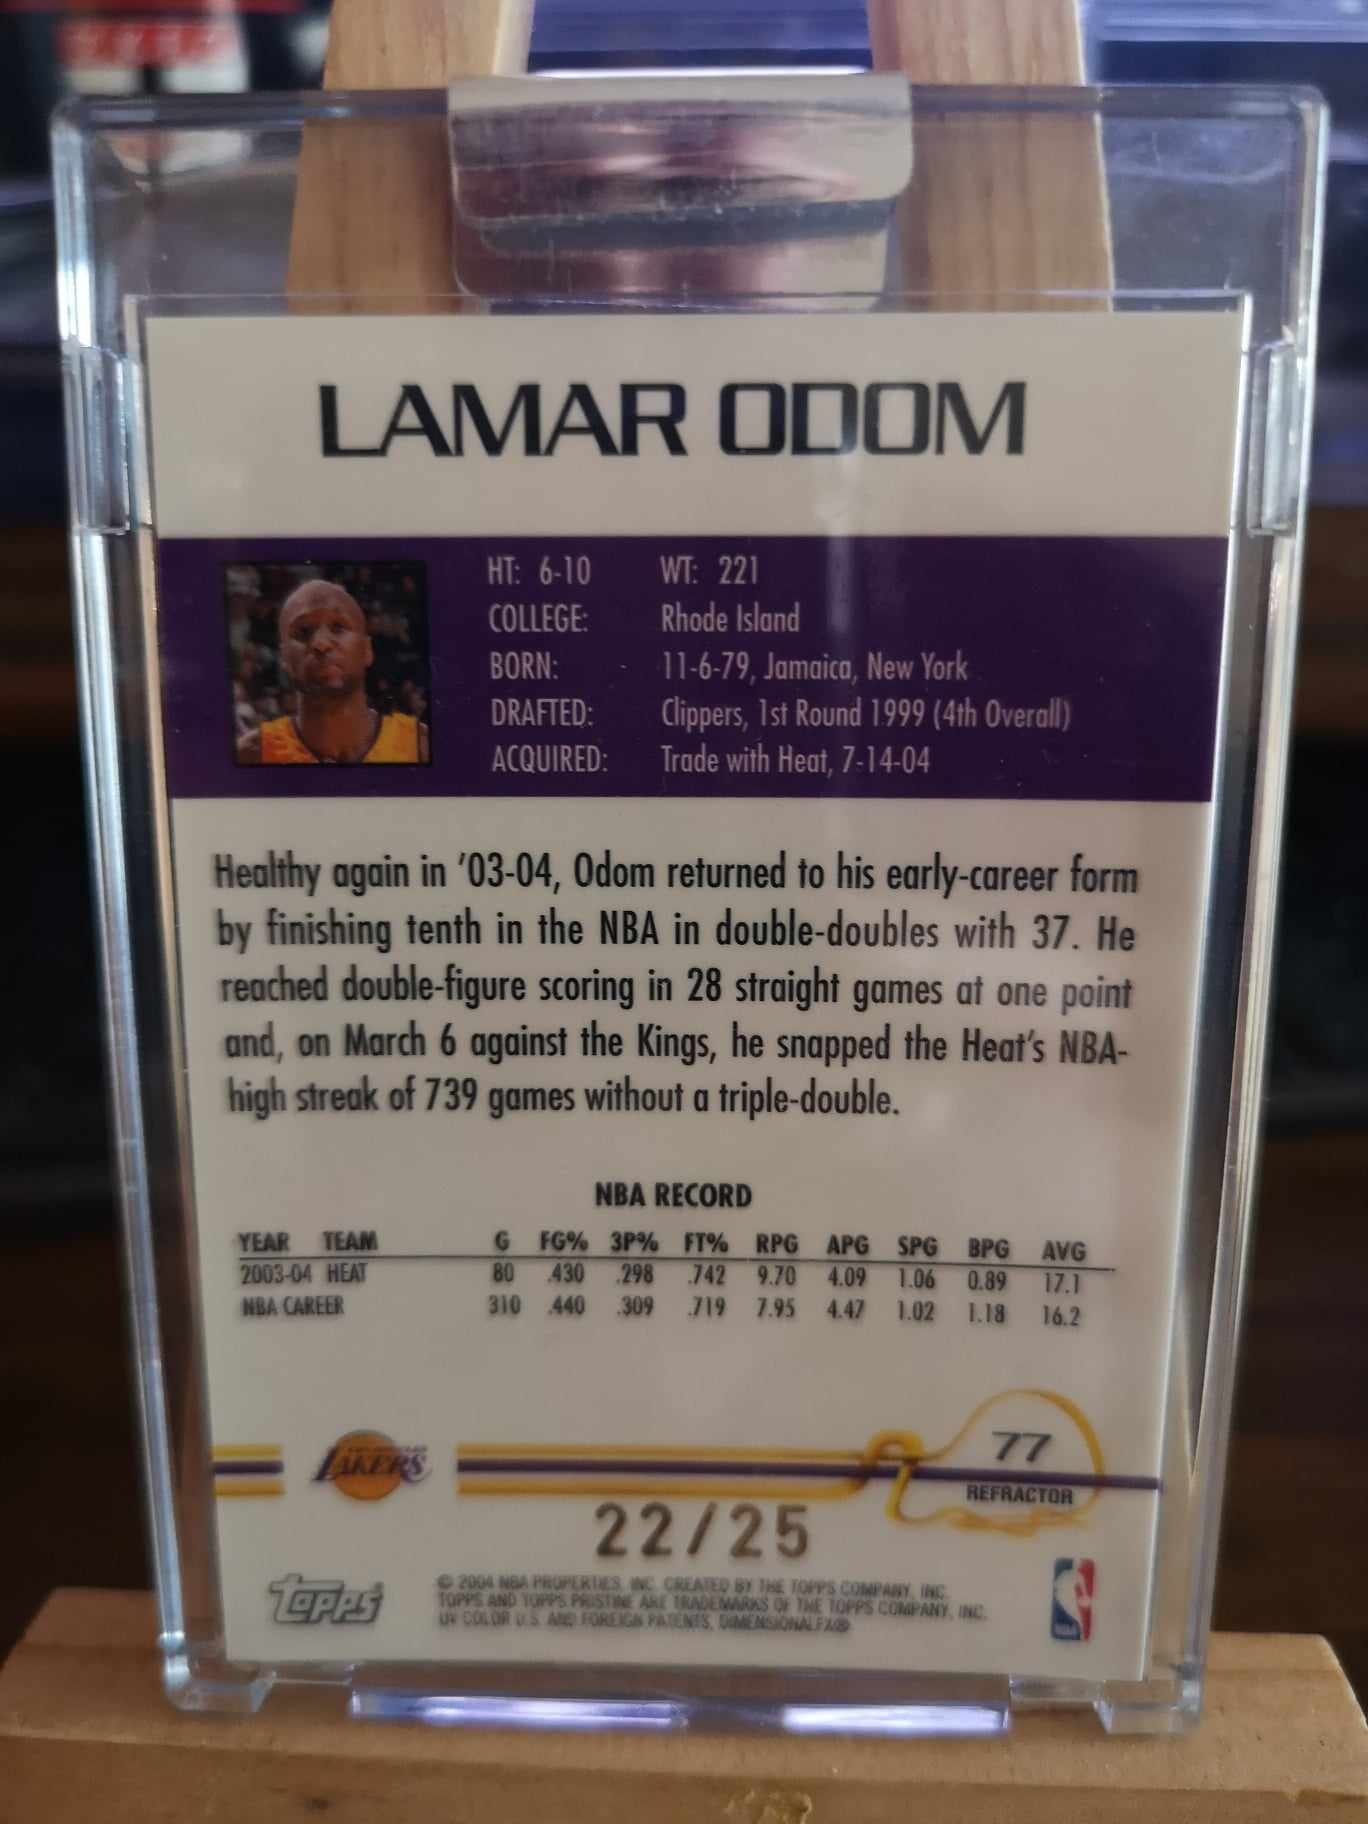 LAMAR ODOM
HT: 6-10 WT: 221
COLLEGE: Rhode Island
BORN: 11-6-79, Jamaica, New York
DRAFTED: Clippers, 1st Round 1999 (4th Overall)
ACQUIRED: Trade with Heat, 7-14-04
Healthy again in '03-04, Odom returned to his early-career form
by finishing tenth in the NBA in double-doubles with 37. He
reached double-figure scoring in 28 straight games at one point
and, on March 6 against the Kings, he snapped the Heat's NBA-
high streak of 739 games without a triple-double.
NBA RECORD
YEAR TEAM G FG% 3P% FT% RPG APG SPG BPG AVG
2003-04 HEAT 80 .430 .298 .742 9.70 4.09 1.06 0.89 17.1
NBA CAREER 310 .440 .309 .719 7.95 4.47 1.02 1.18 16.2
77
LAKERS
REFRACTOR
22/25
Topps
© 2004 NBA PROPERTIES, INC. CREATED BY THE TOPPS COMPANY, INC.
TOPPS AND TOPPS PRISTINE ARE TRADEMARKS OF THE TOPPS COMPANY, INC.
UV COLOR U.S. AND FOREIGN PATENTS, DIMENSIONALFX®
NBA